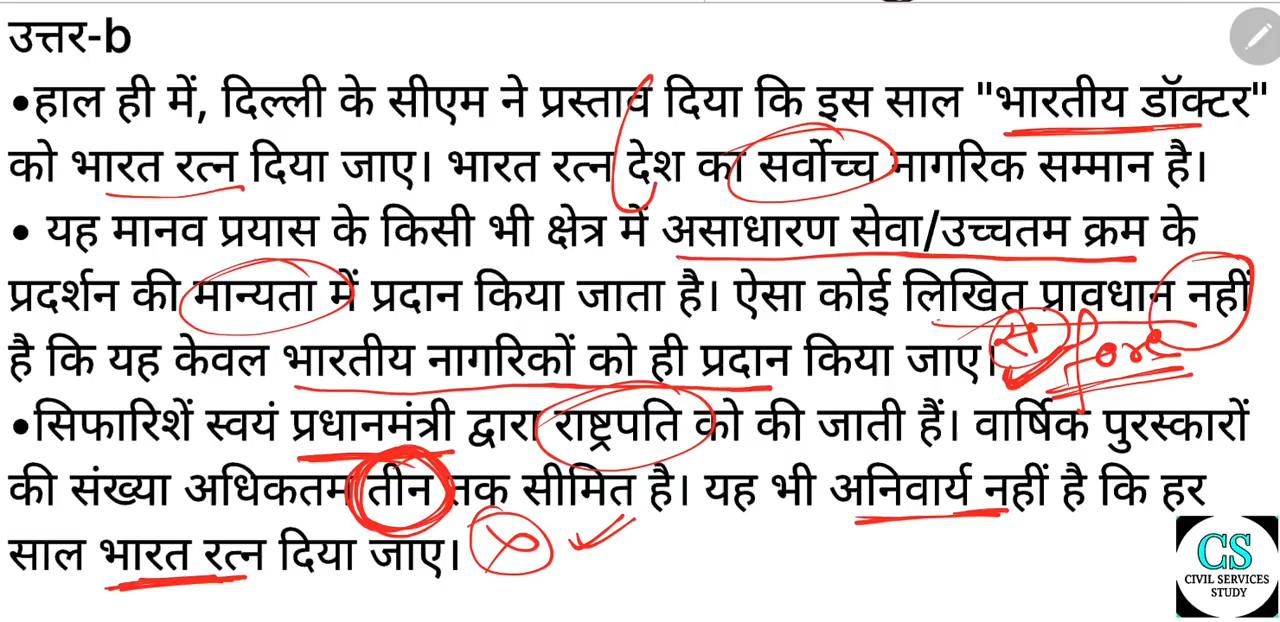 उत्तर-b
•हाल ही में, दिल्ली के सीएम ने प्रस्ताव दिया कि इस साल "भारतीय डॉक्टर"
को भारत रत्न दिया जाए। भारत रत्न देश का सर्वोच्च नागरिक सम्मान है।
• यह मानव प्रयास के किसी भी क्षेत्र में असाधारण सेवा/उच्चतम क्रम के
प्रदर्शन की मान्यता में प्रदान किया जाता है। ऐसा कोई लिखित प्रावधान नहीं
है कि यह केवल भारतीय नागरिकों को ही प्रदान किया जाए।
•सिफारिशें स्वयं प्रधानमंत्री द्वारा राष्ट्रपति को की जाती हैं। वार्षिक पुरस्कारों
की संख्या अधिकतम तीन तक सीमित है। यह भी अनिवार्य नहीं है कि हर
साल भारत रत्न दिया जाए।
CS
CIVIL SERVICES
STUDY